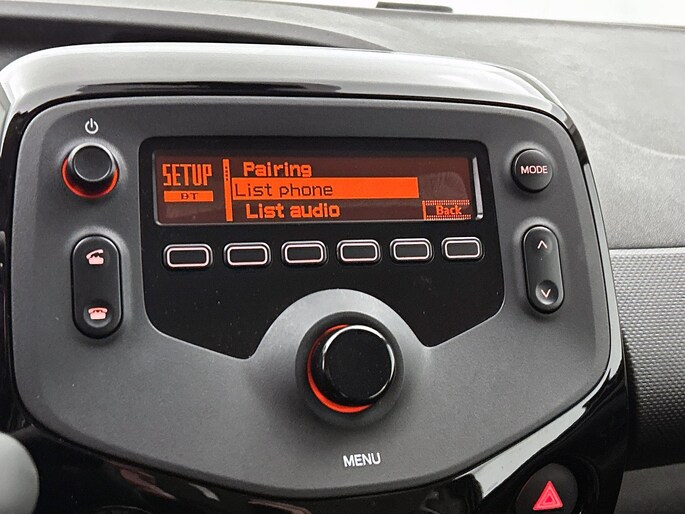 SETUP
BT
Pairing
List phone
List audio
Back
MODE
MENU